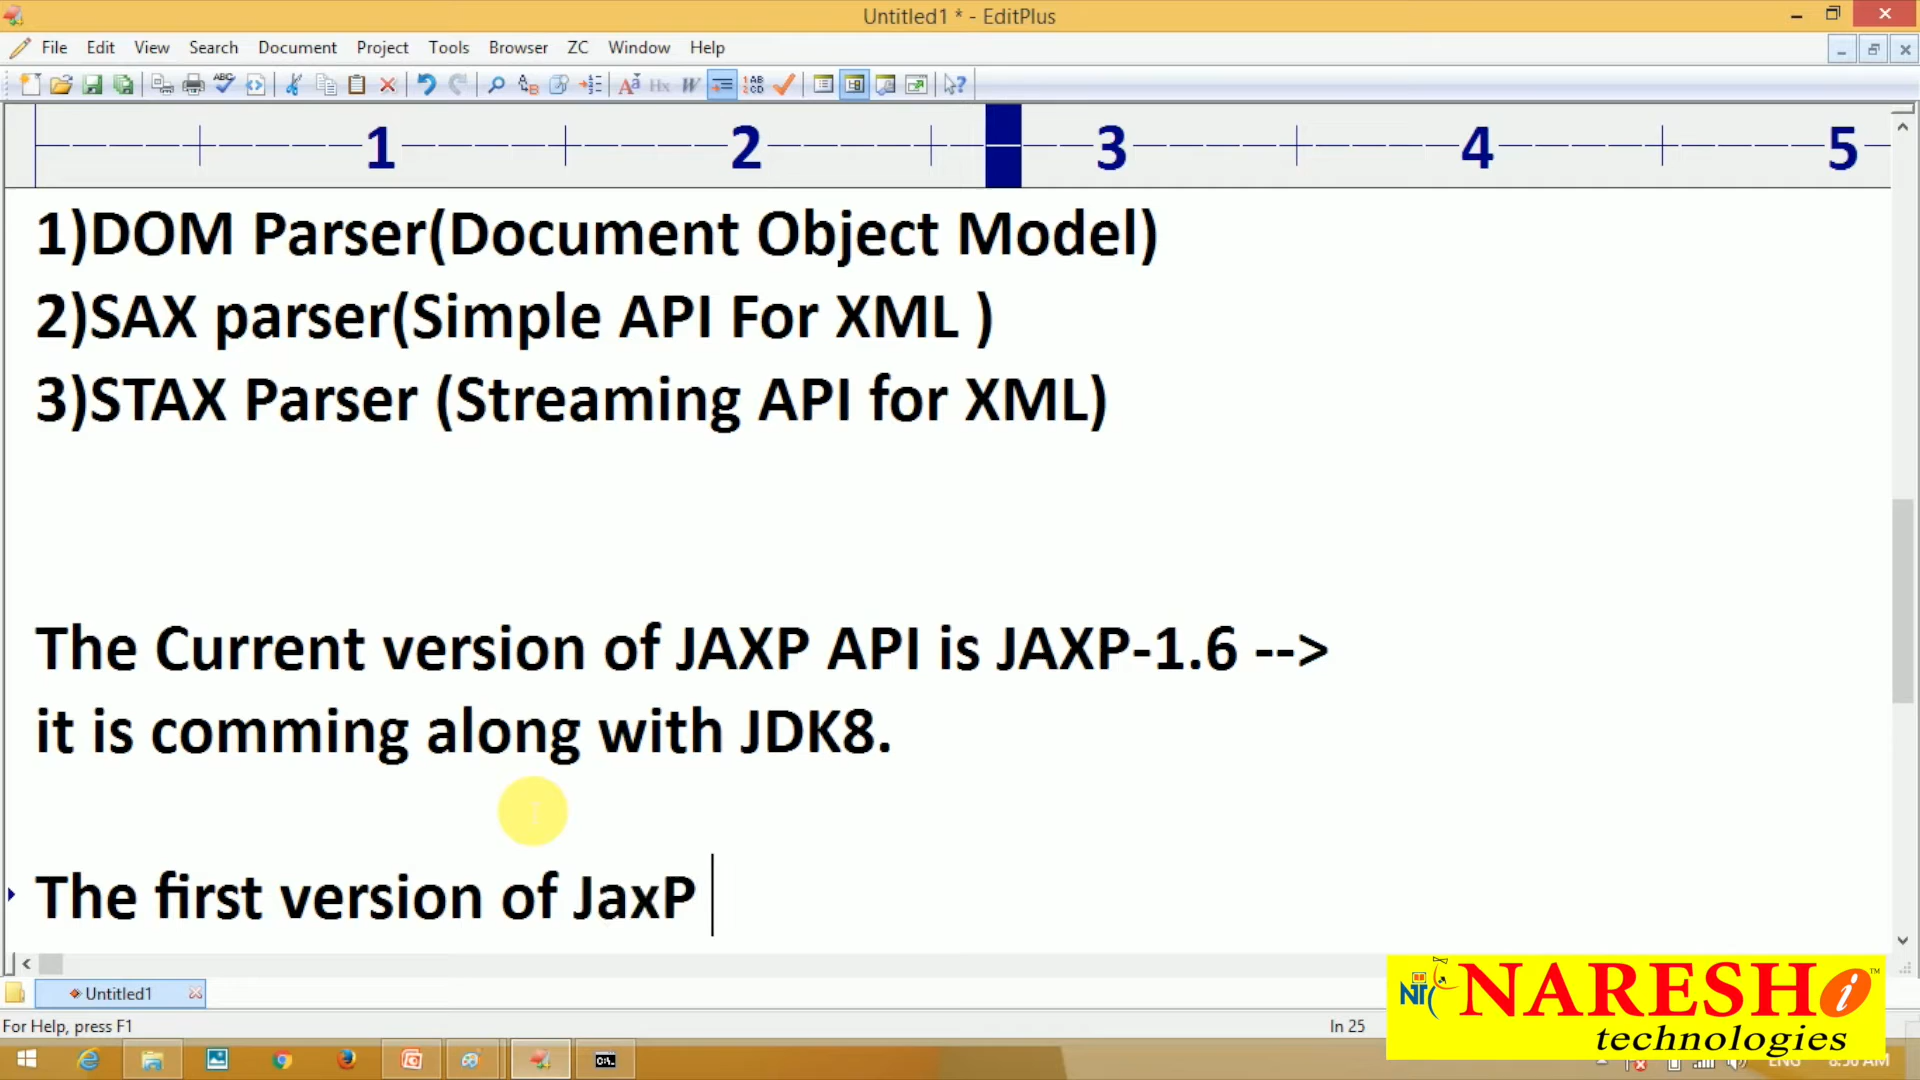 Untitled1 * - EditPlus
File Edit View Search Document Project Tools Browser ZC Window Help
1 2 3 4 5
1)DOM Parser(Document Object Model)
2)SAX parser(Simple API For XML )
3)STAX Parser (Streaming API for XML)
The Current version of JAXP API is JAXP-1.6 -->
it is comming along with JDK8.
The first version of JaxP
Untitled1
For Help, press F1
ln 25
NARESH i
technologies